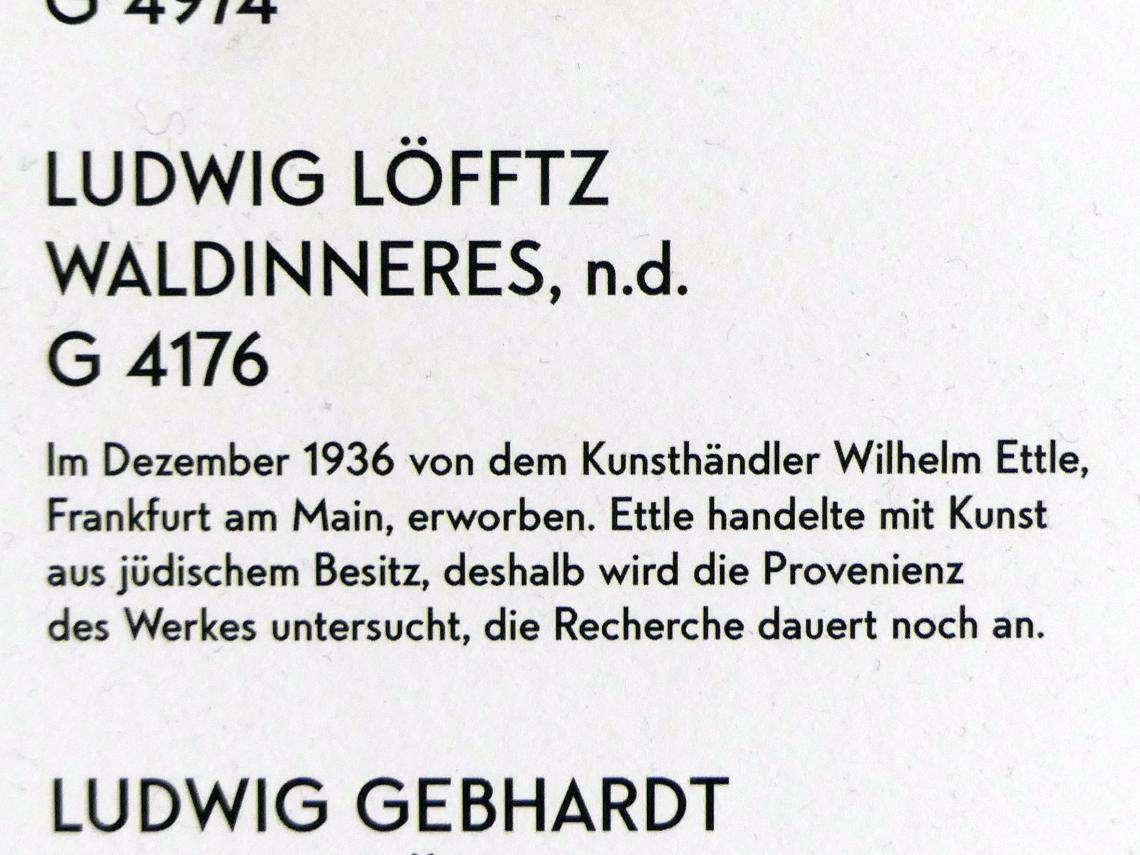 G 4974
LUDWIG LÖFFTZ
WALDINNERES, n.d.
G 4176
Im Dezember 1936 von dem Kunsthändler Wilhelm Ettle,
Frankfurt am Main, erworben. Ettle handelte mit Kunst
aus jüdischem Besitz, deshalb wird die Provenienz
des Werkes untersucht, die Recherche dauert noch an.
LUDWIG GEBHARDT